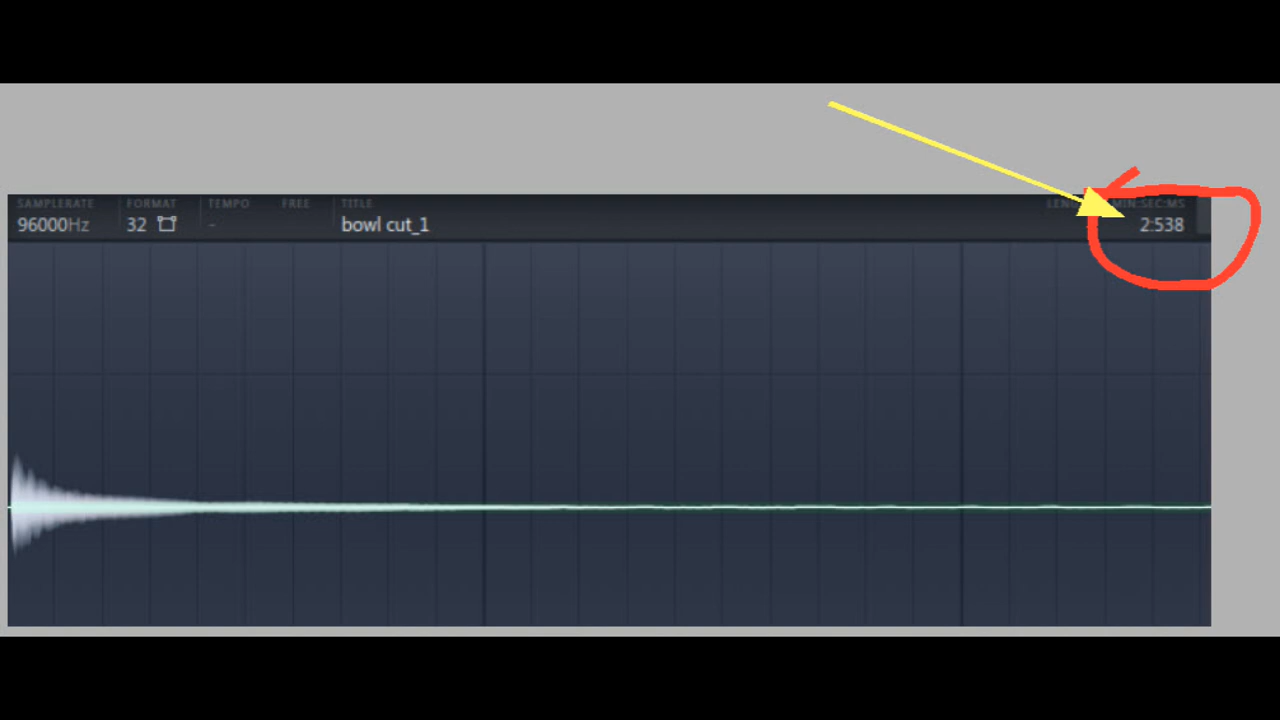 SAMPLERATE FORMAT TEMPO FREE TITLE MIN:SEC:MS
96000Hz 32 - bowl cut_1 2:538